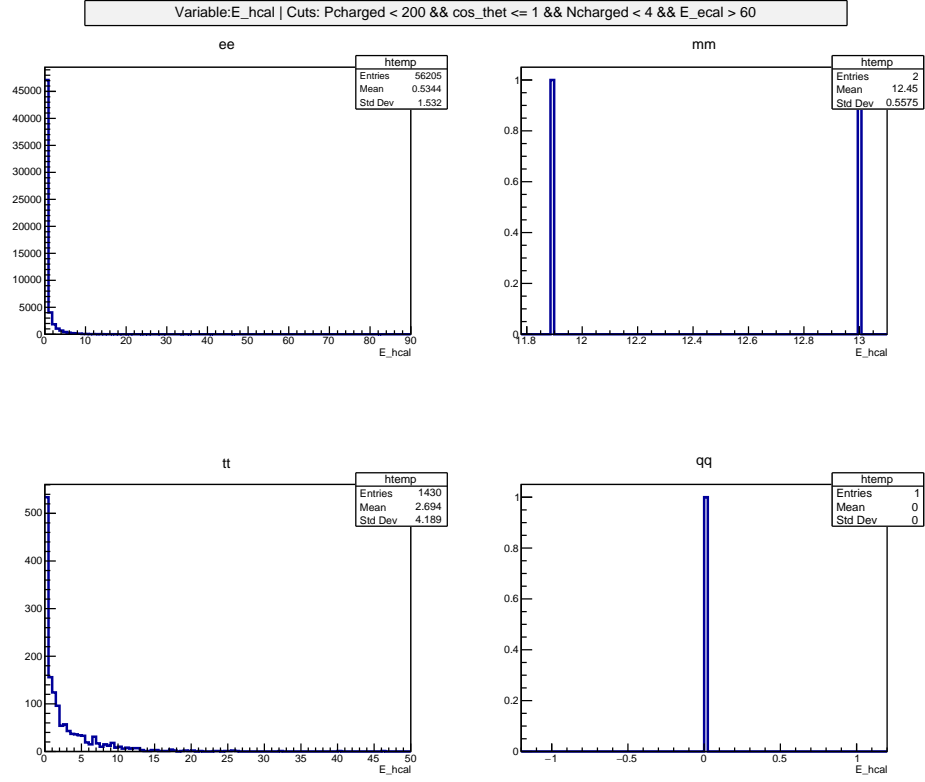 Variable:E_hcal | Cuts: Pcharged < 200 && cos_thet <= 1 && Ncharged < 4 && E_ecal > 60
ee
htemp
Entries 56205
Mean 0.5344
Std Dev 1.532
45000
40000
35000
30000
25000
20000
15000
10000
5000
0
0 10 20 30 40 50 60 70 80 90
E_hcal
mm
htemp
Entries 2
Mean 12.45
Std Dev 0.5575
1
0.8
0.6
0.4
0.2
0
11.8 12 12.2 12.4 12.6 12.8 13
E_hcal
tt
htemp
Entries 1430
Mean 2.694
Std Dev 4.189
500
400
300
200
100
0
0 5 10 15 20 25 30 35 40 45 50
E_hcal
qq
htemp
Entries 1
Mean 0
Std Dev 0
1
0.8
0.6
0.4
0.2
0
−1 −0.5 0 0.5 1
E_hcal